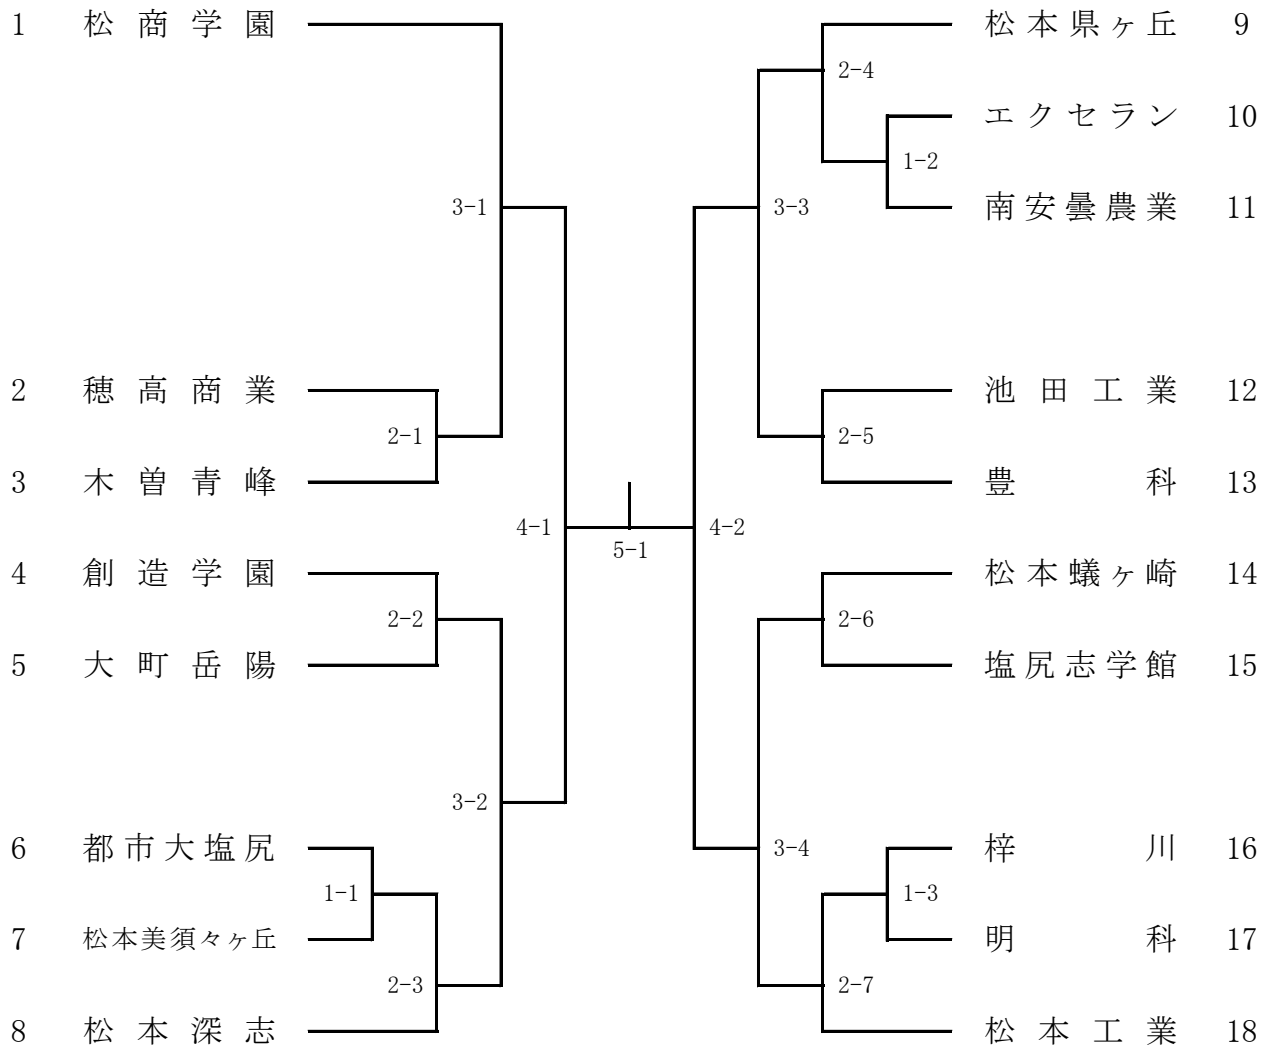 1 松商学園
3-1
2 穂高商業
2-1
3 木曽青峰
4-1
4 創造学園
2-2
5 大町岳陽
3-2
6 都市大塩尻
1-1
7 松本美須々ヶ丘
2-3
8 松本深志
5-1
松本県ヶ丘 9
2-4
エクセラン 10
1-2
南安曇農業 11
3-3
池田工業 12
2-5
豊科 13
4-2
松本蟻ヶ崎 14
2-6
塩尻志学館 15
3-4
梓川 16
1-3
明科 17
2-7
松本工業 18